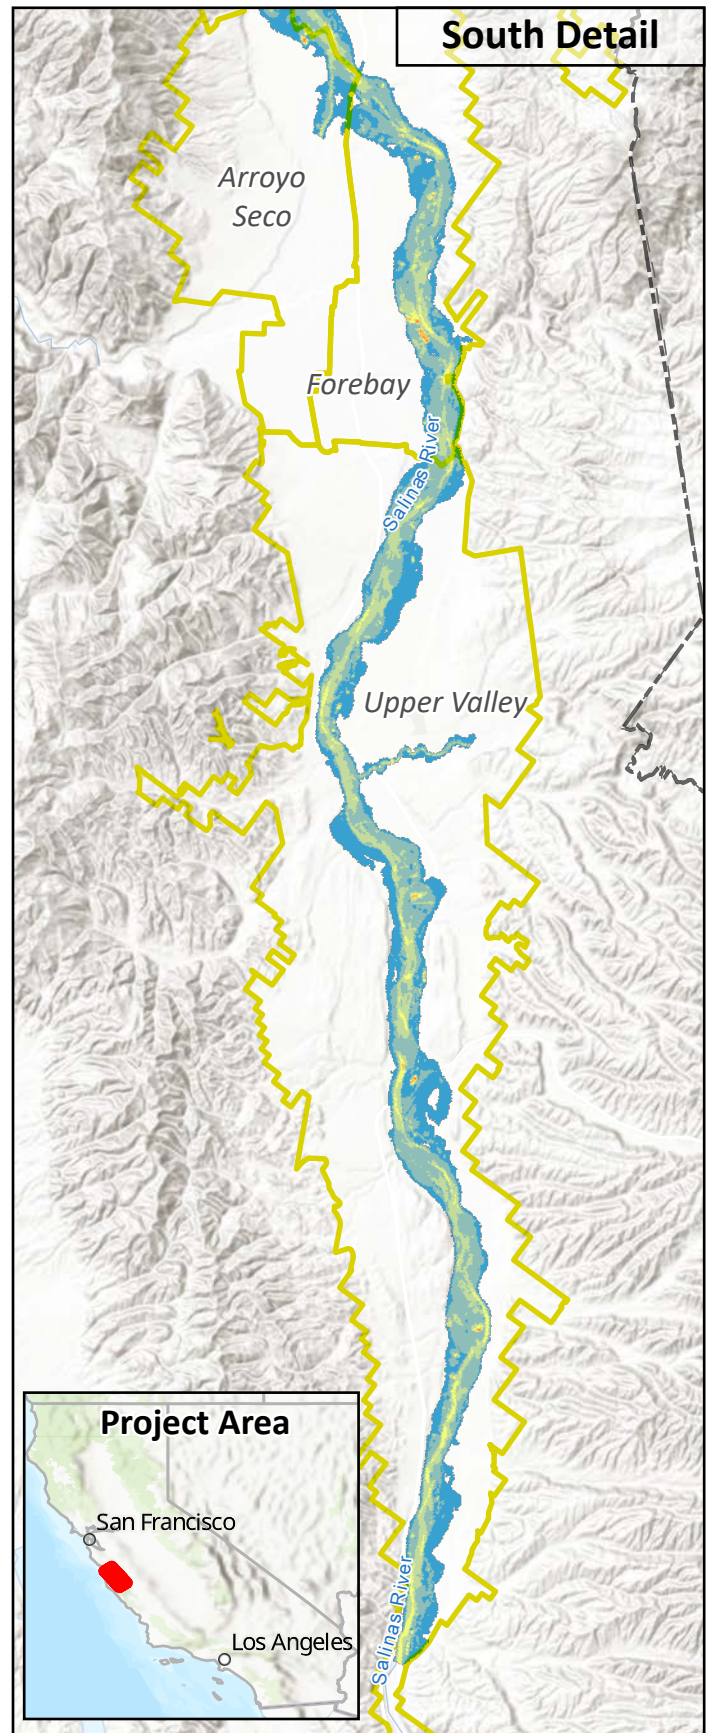 South Detail
Arroyo
Seco
Forebay
Salinas River
Upper Valley
Project Area
San Francisco
Los Angeles
Salinas River